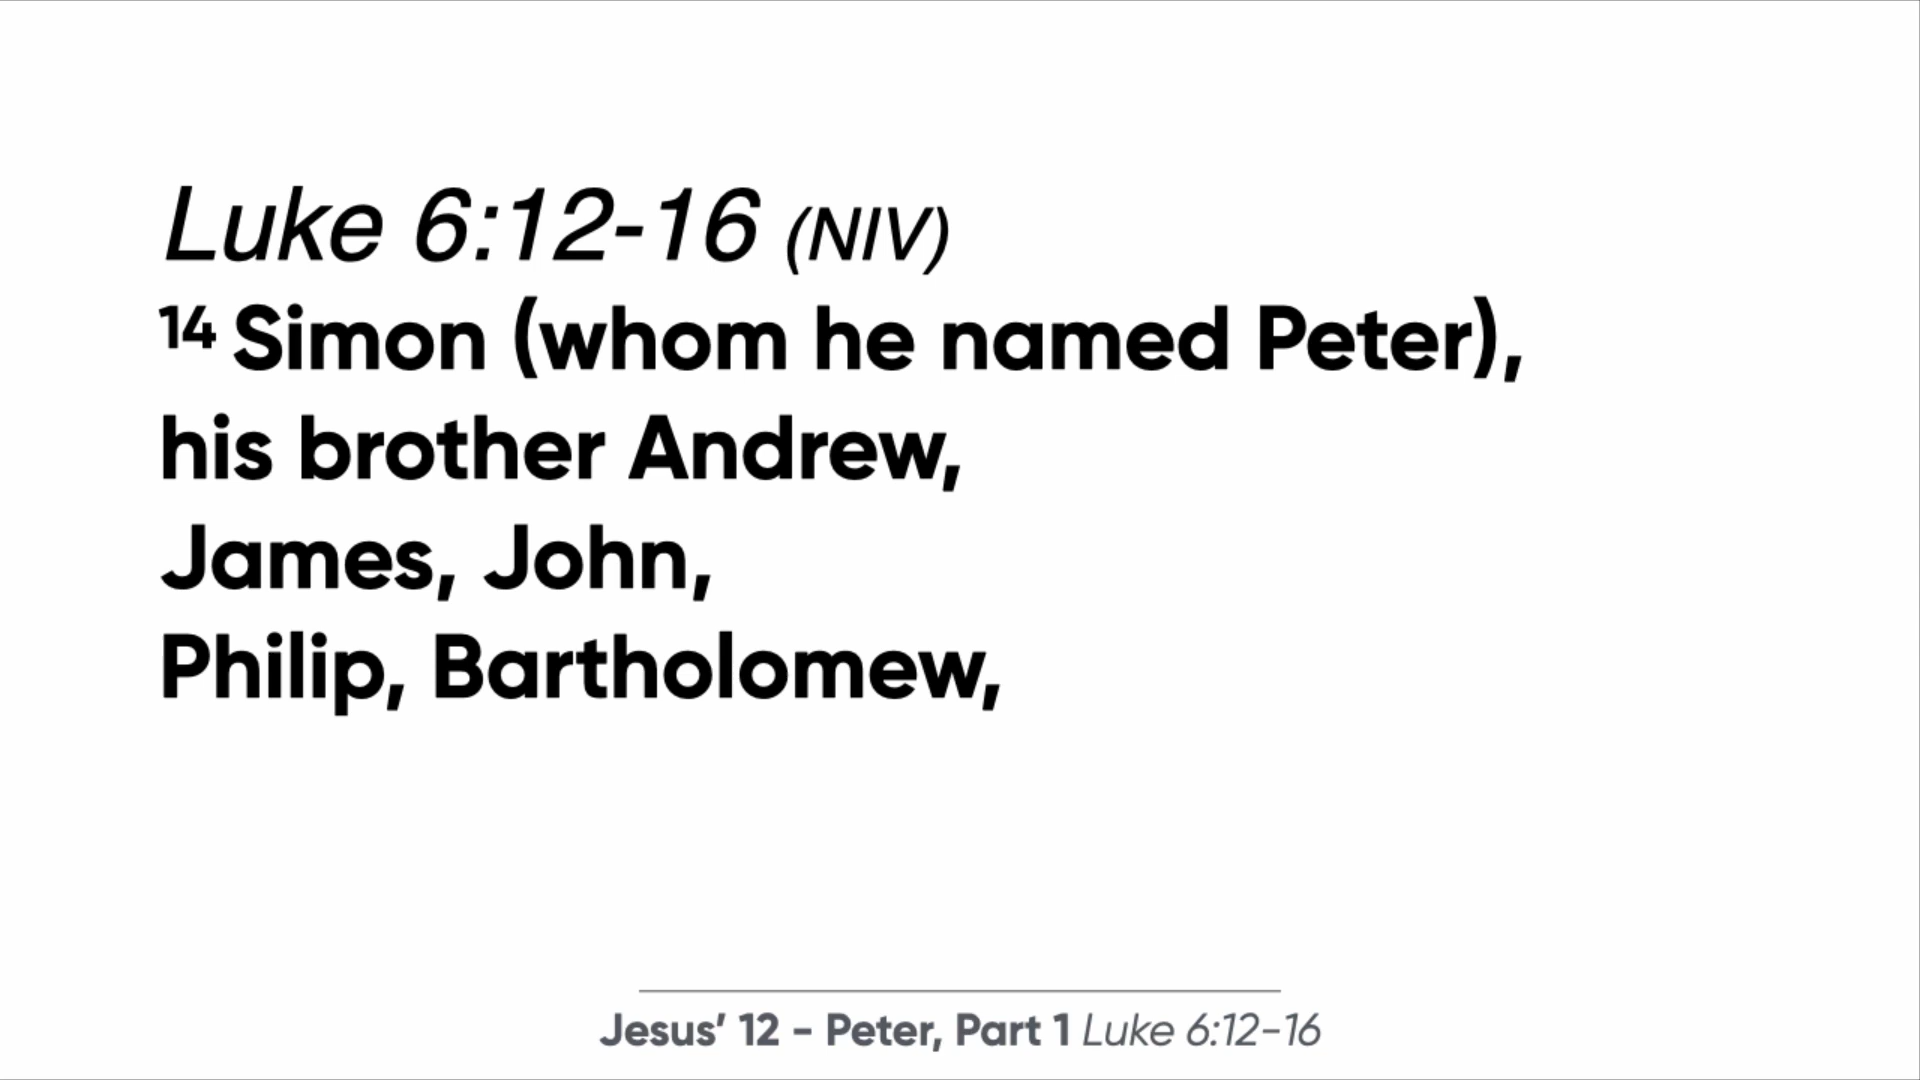 Luke 6:12-16 (NIV)
14 Simon (whom he named Peter),
his brother Andrew,
James, John,
Philip, Bartholomew,
Jesus’ 12 – Peter, Part 1 Luke 6:12–16